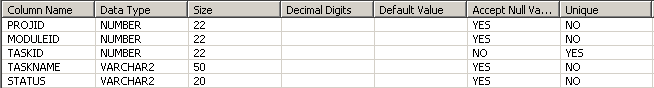 Column Name Data Type Size Decimal Digits Default Value Accept Null Va... Unique
PROJID NUMBER 22 YES NO
MODULEID NUMBER 22 YES NO
TASKID NUMBER 22 NO YES
TASKNAME VARCHAR2 50 YES NO
STATUS VARCHAR2 20 YES NO